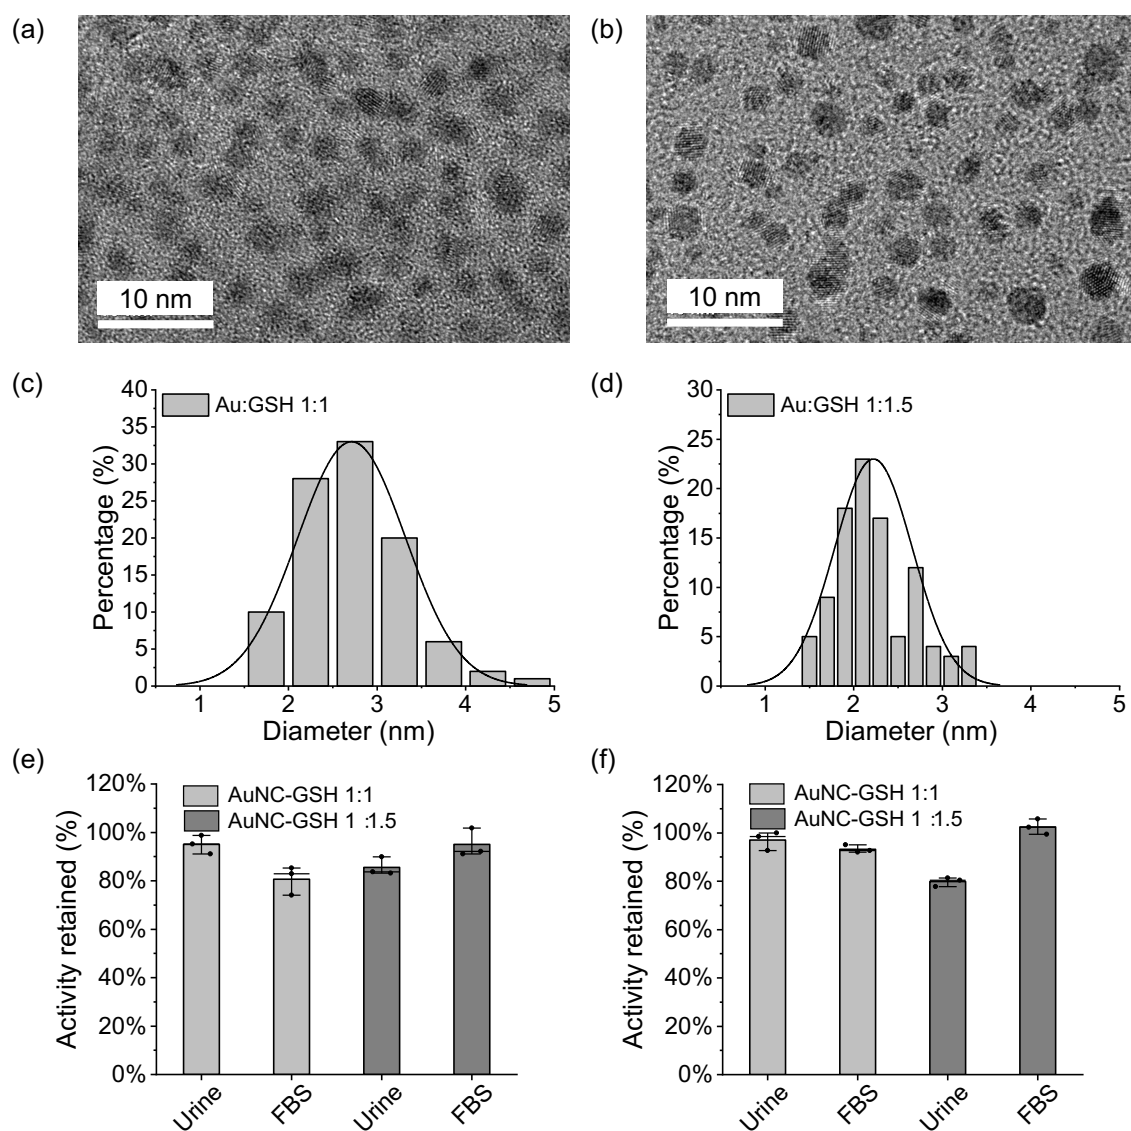 (a)
10 nm
(b)
10 nm
(c)
Percentage (%)
40
35
30
25
20
15
10
5
0
Au:GSH 1:1
1
2
3
4
5
Diameter (nm)
(d)
Percentage (%)
30
25
20
15
10
5
0
Au:GSH 1:1.5
1
2
3
4
5
Diameter (nm)
(e)
Activity retained (%)
120%
100%
80%
60%
40%
20%
0%
AuNC-GSH 1:1
AuNC-GSH 1 :1.5
Urine
FBS
Urine
FBS
(f)
Activity retained (%)
120%
100%
80%
60%
40%
20%
0%
AuNC-GSH 1:1
AuNC-GSH 1 :1.5
Urine
FBS
Urine
FBS